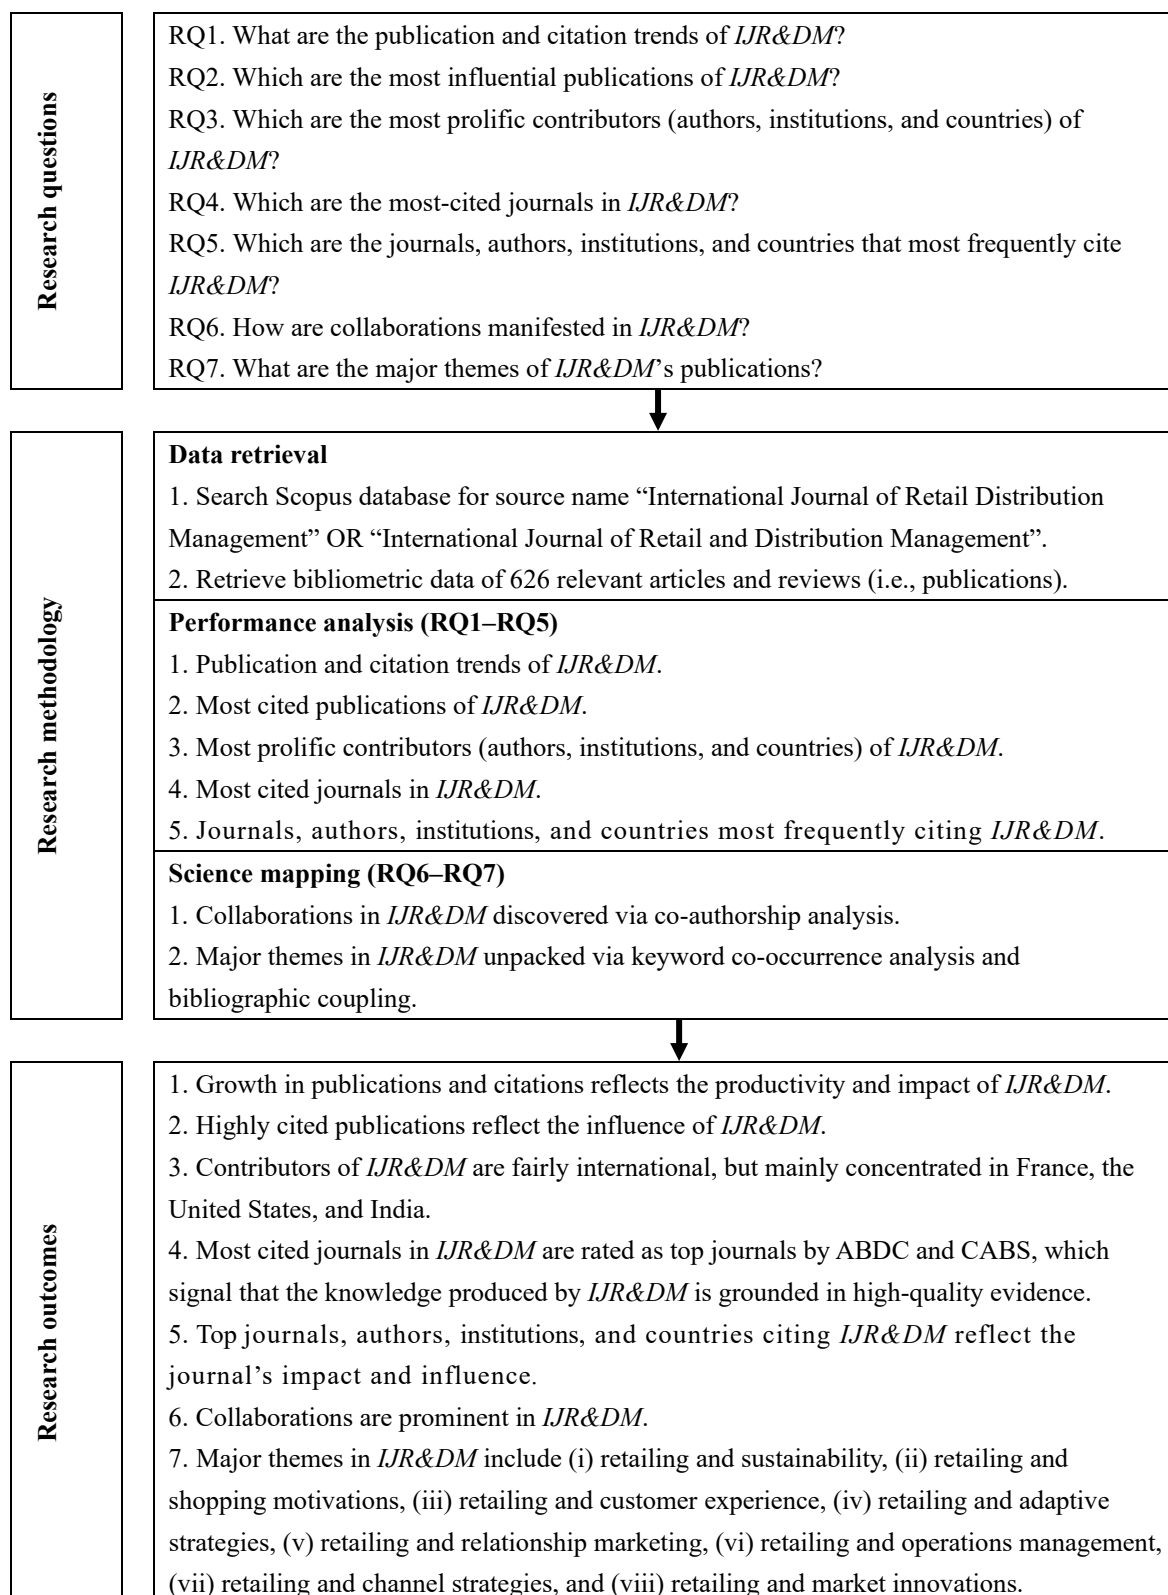 Research questions
RQ1. What are the publication and citation trends of IJR&DM?
RQ2. Which are the most influential publications of IJR&DM?
RQ3. Which are the most prolific contributors (authors, institutions, and countries) of
IJR&DM?
RQ4. Which are the most-cited journals in IJR&DM?
RQ5. Which are the journals, authors, institutions, and countries that most frequently cite
IJR&DM?
RQ6. How are collaborations manifested in IJR&DM?
RQ7. What are the major themes of IJR&DM’s publications?
Research methodology
Data retrieval
1. Search Scopus database for source name “International Journal of Retail Distribution
Management” OR “International Journal of Retail and Distribution Management”.
2. Retrieve bibliometric data of 626 relevant articles and reviews (i.e., publications).
Performance analysis (RQ1–RQ5)
1. Publication and citation trends of IJR&DM.
2. Most cited publications of IJR&DM.
3. Most prolific contributors (authors, institutions, and countries) of IJR&DM.
4. Most cited journals in IJR&DM.
5. Journals, authors, institutions, and countries most frequently citing IJR&DM.
Science mapping (RQ6–RQ7)
1. Collaborations in IJR&DM discovered via co-authorship analysis.
2. Major themes in IJR&DM unpacked via keyword co-occurrence analysis and
bibliographic coupling.
Research outcomes
1. Growth in publications and citations reflects the productivity and impact of IJR&DM.
2. Highly cited publications reflect the influence of IJR&DM.
3. Contributors of IJR&DM are fairly international, but mainly concentrated in France, the
United States, and India.
4. Most cited journals in IJR&DM are rated as top journals by ABDC and CABS, which
signal that the knowledge produced by IJR&DM is grounded in high-quality evidence.
5. Top journals, authors, institutions, and countries citing IJR&DM reflect the
journal’s impact and influence.
6. Collaborations are prominent in IJR&DM.
7. Major themes in IJR&DM include (i) retailing and sustainability, (ii) retailing and
shopping motivations, (iii) retailing and customer experience, (iv) retailing and adaptive
strategies, (v) retailing and relationship marketing, (vi) retailing and operations management,
(vii) retailing and channel strategies, and (viii) retailing and market innovations.